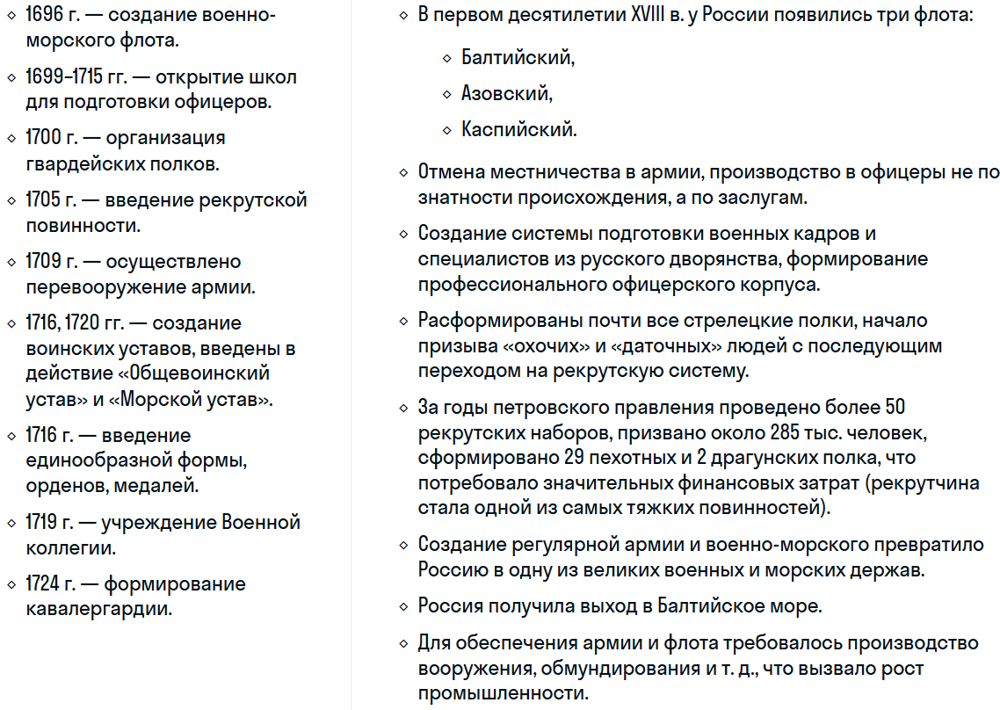 1696 г. — создание военно-
морского флота.
1699–1715 гг. — открытие школ
для подготовки офицеров.
1700 г. — организация
гвардейских полков.
1705 г. — введение рекрутской
повинности.
1709 г. — осуществлено
перевооружение армии.
1716, 1720 гг. — создание
воинских уставов, введены в
действие «Общевоинский
устав» и «Морской устав».
1716 г. — введение
единообразной формы,
орденов, медалей.
1719 г. — учреждение Военной
коллегии.
1724 г. — формирование
кавалергардии.
В первом десятилетии XVIII в. у России появились три флота:
Балтийский,
Азовский,
Каспийский.
Отмена местничества в армии, производство в офицеры не по
знатности происхождения, а по заслугам.
Создание системы подготовки военных кадров и
специалистов из русского дворянства, формирование
профессионального офицерского корпуса.
Расформированы почти все стрелецкие полки, начало
призыва «охочих» и «даточных» людей с последующим
переходом на рекрутскую систему.
За годы петровского правления проведено более 50
рекрутских наборов, призвано около 285 тыс. человек,
сформировано 29 пехотных и 2 драгунских полка, что
потребовало значительных финансовых затрат (рекрутчина
стала одной из самых тяжких повинностей).
Создание регулярной армии и военно-морского превратило
Россию в одну из великих военных и морских держав.
Россия получила выход в Балтийское море.
Для обеспечения армии и флота требовалось производство
вооружения, обмундирования и т. д., что вызвало рост
промышленности.